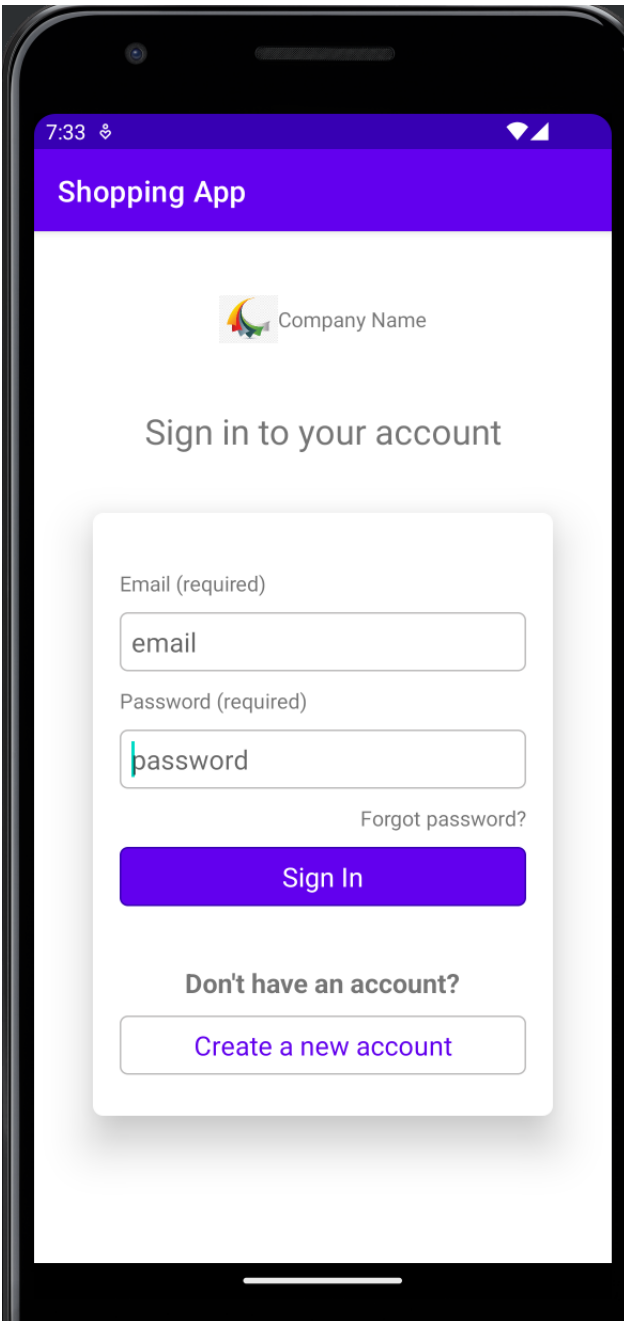 7:33
Shopping App
Company Name
Sign in to your account
Email (required)
email
Password (required)
password
Forgot password?
Sign In
Don't have an account?
Create a new account